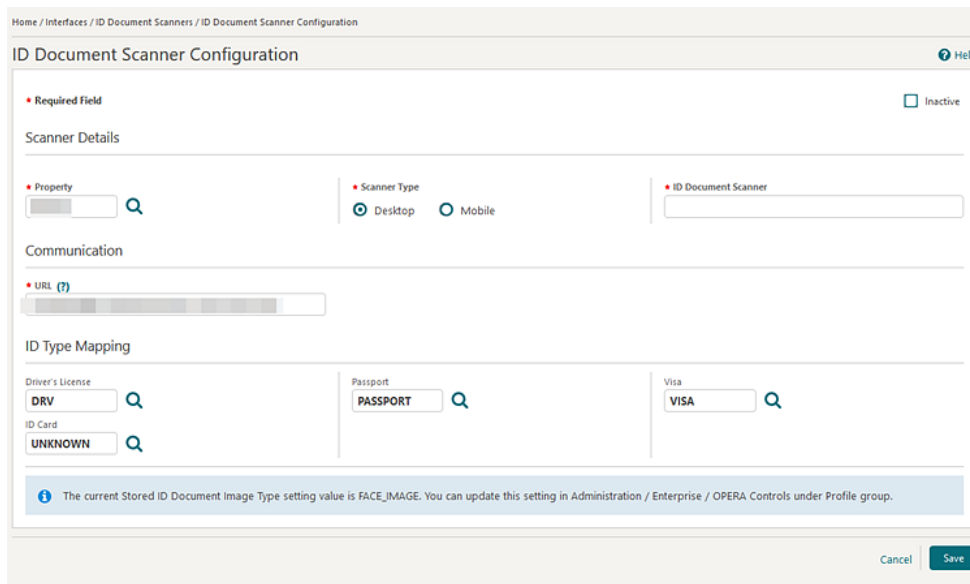 Home / Interfaces / ID Document Scanners / ID Document Scanner Configuration
ID Document Scanner Configuration
Hel
* Required Field
Inactive
Scanner Details
* Property
* Scanner Type
* ID Document Scanner
Desktop
Mobile
Communication
* URL (?)
ID Type Mapping
Driver's License
Passport
Visa
DRV
PASSPORT
VISA
ID Card
UNKNOWN
The current Stored ID Document Image Type setting value is FACE_IMAGE. You can update this setting in Administration / Enterprise / OPERA Controls under Profile group.
Cancel
Save